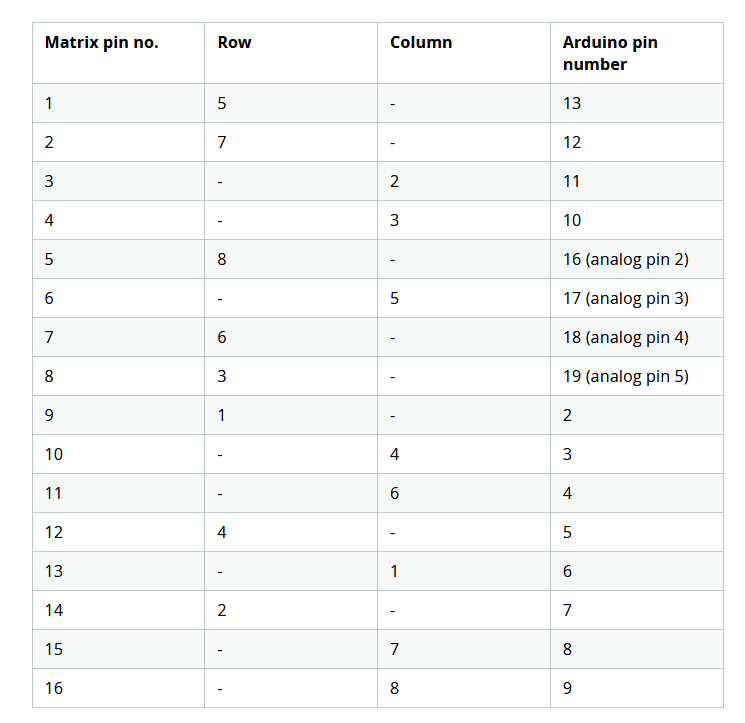 Matrix pin no. Row Column Arduino pin
number
1 5 - 13
2 7 - 12
3 - 2 11
4 - 3 10
5 8 - 16 (analog pin 2)
6 - 5 17 (analog pin 3)
7 6 - 18 (analog pin 4)
8 3 - 19 (analog pin 5)
9 1 - 2
10 - 4 3
11 - 6 4
12 4 - 5
13 - 1 6
14 2 - 7
15 - 7 8
16 - 8 9